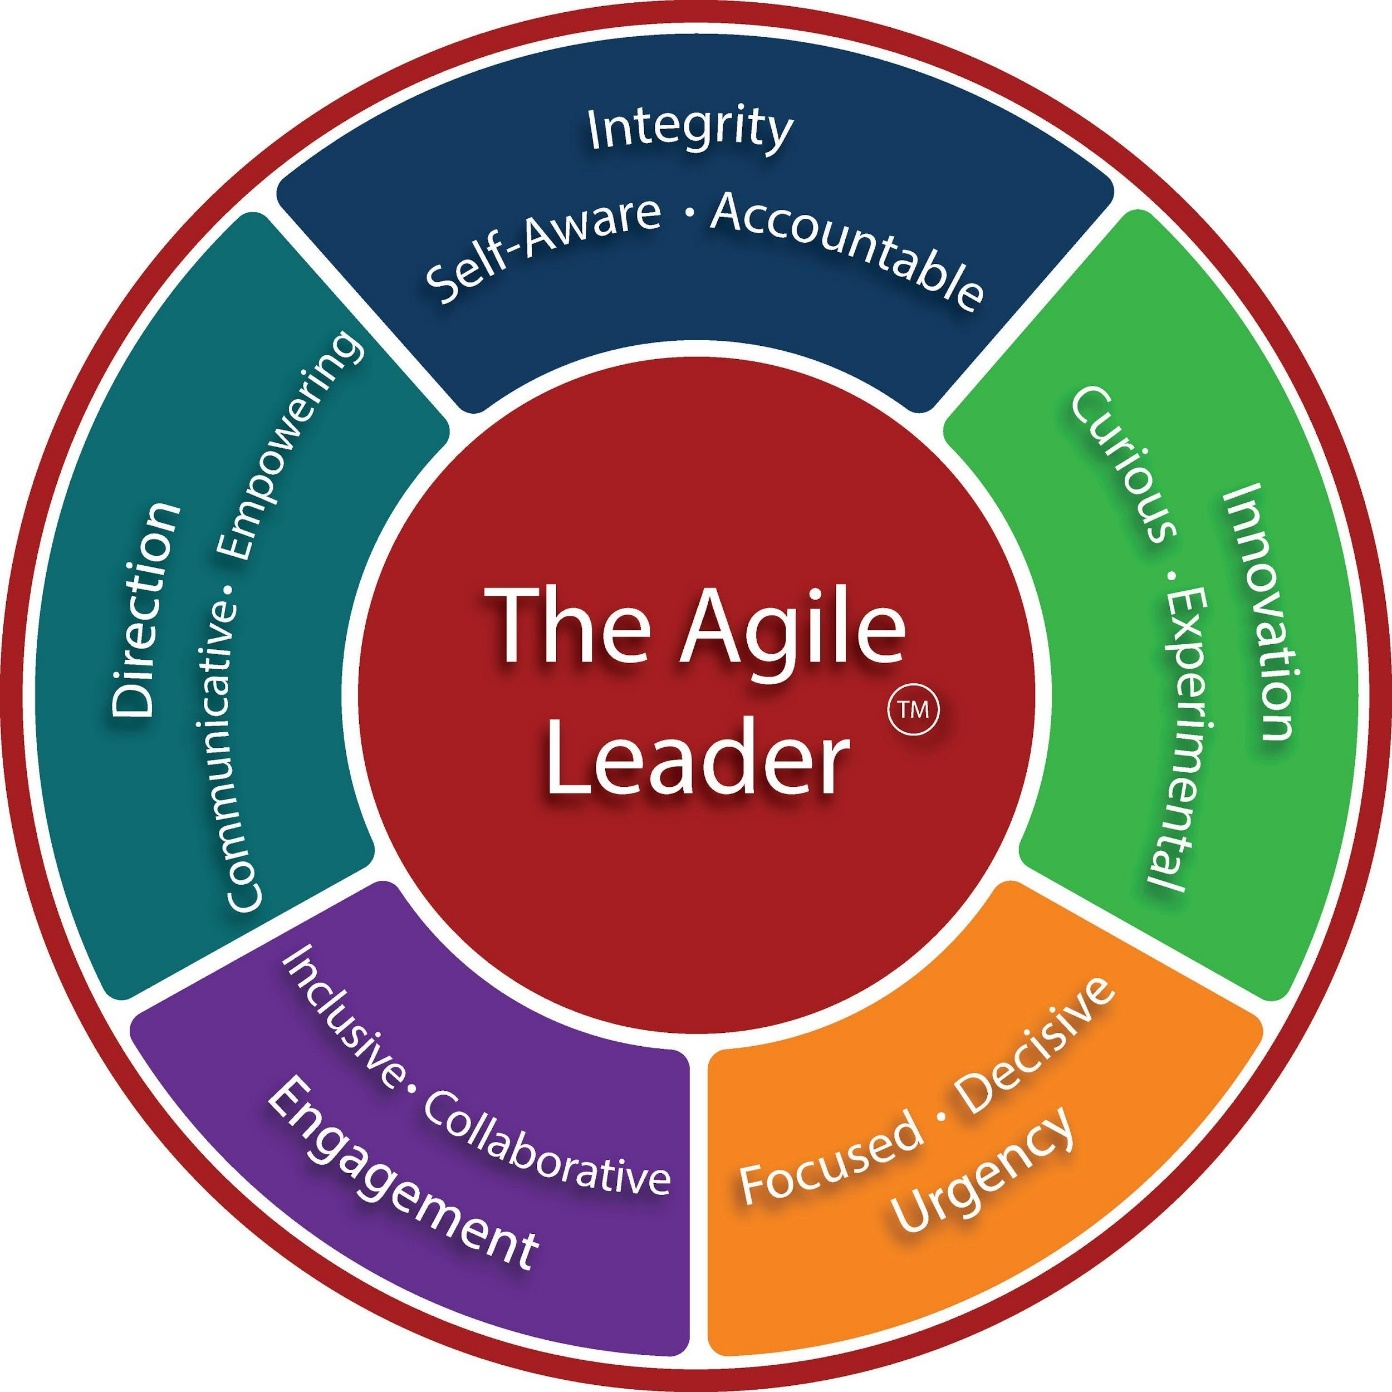 Integrity
Self-Aware · Accountable
Innovation
Curious · Experimental
Focused · Decisive
Urgency
Inclusive · Collaborative
Engagement
Direction
Communicative · Empowering
The Agile
Leader
TM